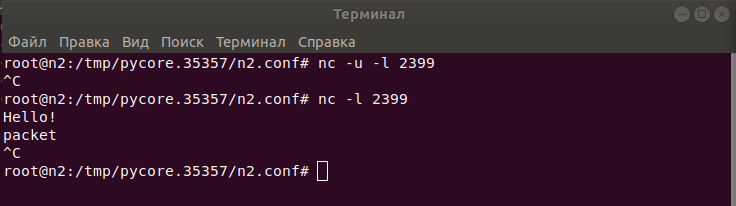 Терминал
Файл Правка Вид Поиск Терминал Справка
root@n2:/tmp/pycore.35357/n2.conf# nc -u -l 2399
^C
root@n2:/tmp/pycore.35357/n2.conf# nc -l 2399
Hello!
packet
^C
root@n2:/tmp/pycore.35357/n2.conf#